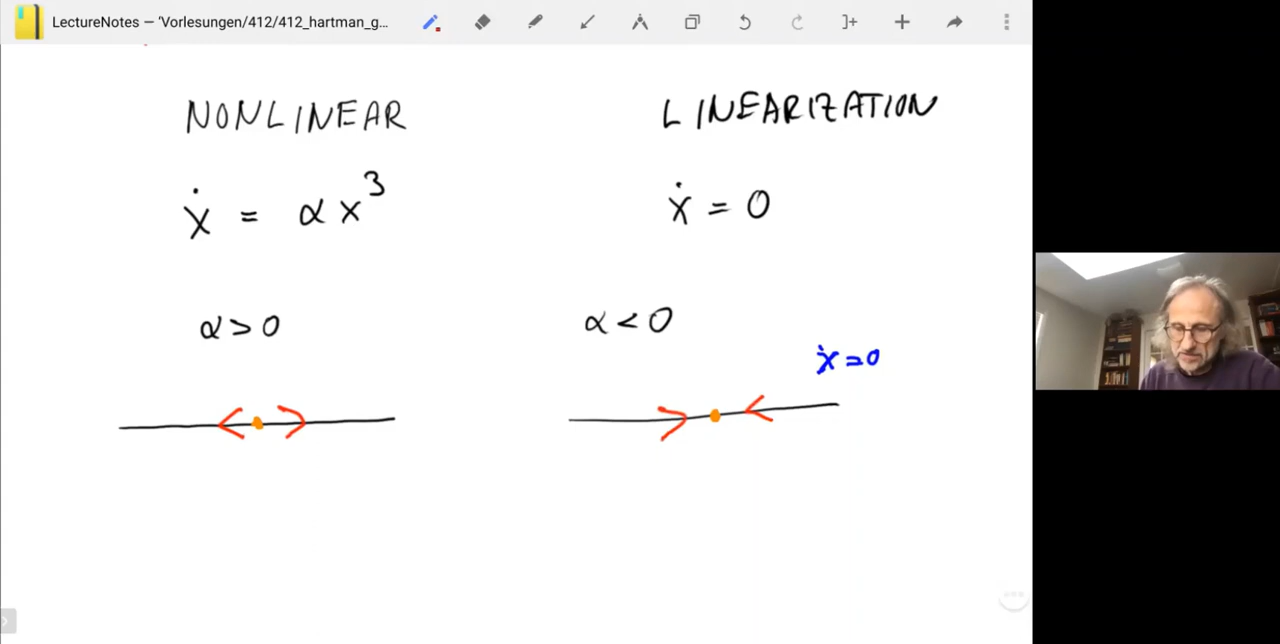 LectureNotes — ‘Vorlesungen/412/412_hartman_g...
NONLINEAR LINEARIZATION
ẋ = αx³ ẋ = 0
α > 0 α < 0
ẋ = 0